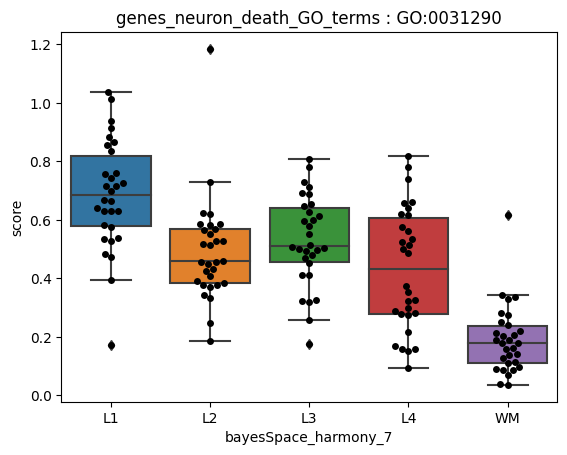 genes_neuron_death_GO_terms : GO:0031290
1.2
1.0
0.8
0.6
0.4
0.2
0.0
score
L1 L2 L3 L4 WM
bayesSpace_harmony_7